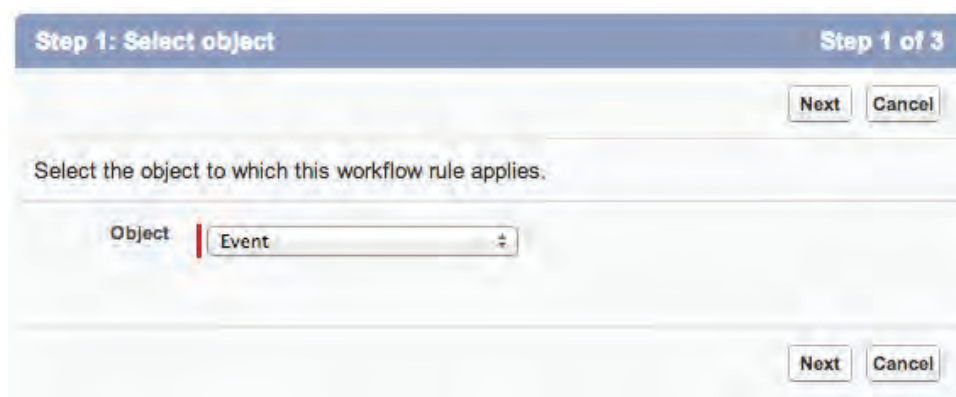 Step 1: Select object Step 1 of 3
Next Cancel
Select the object to which this workflow rule applies.
Object Event
Next Cancel